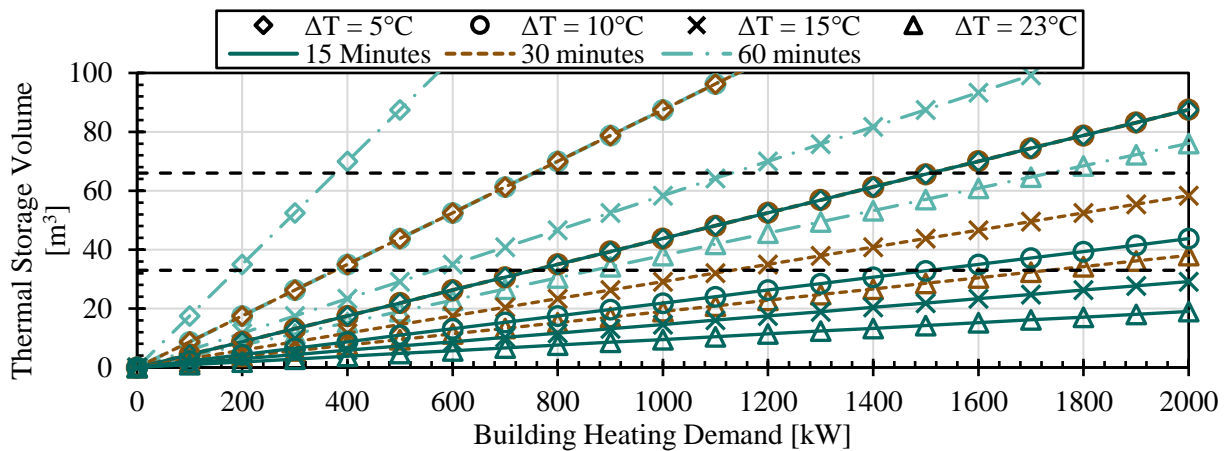 ΔT = 5°C ΔT = 10°C ΔT = 15°C ΔT = 23°C
15 Minutes 30 minutes 60 minutes
Thermal Storage Volume
[m³]
100
80
60
40
20
0
0 200 400 600 800 1000 1200 1400 1600 1800 2000
Building Heating Demand [kW]